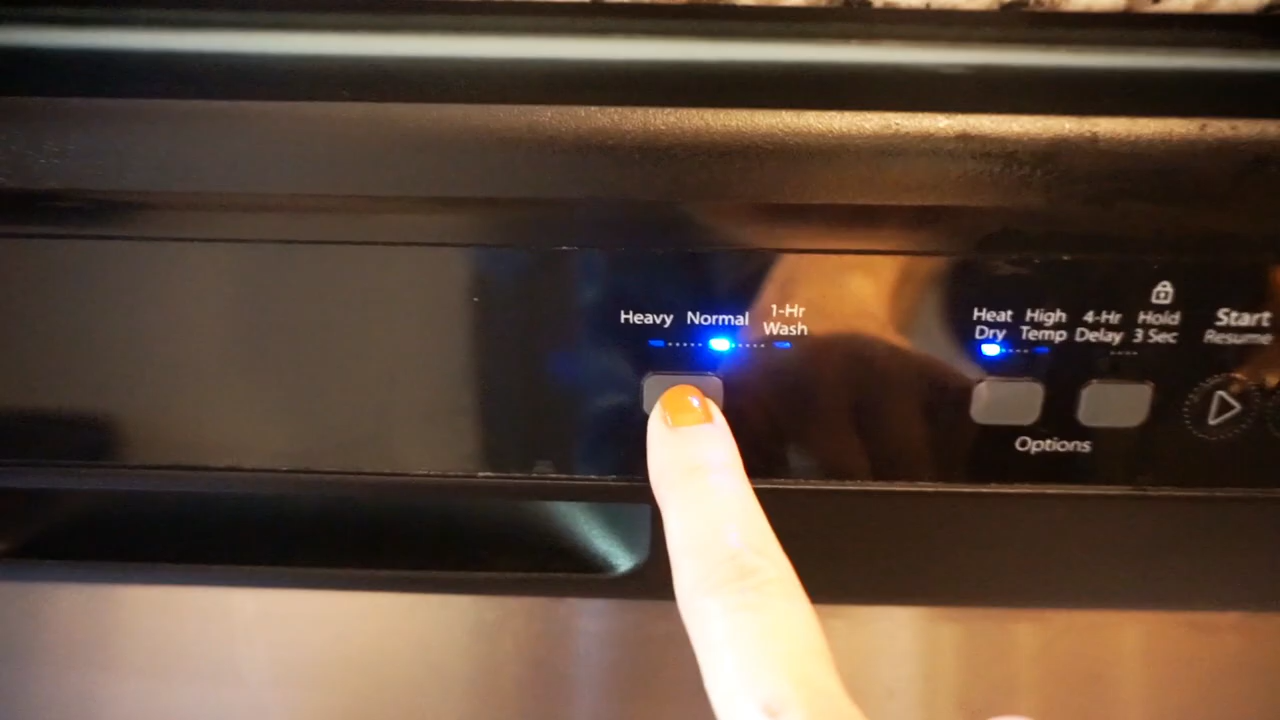 Heavy Normal 1-Hr Wash
Heat Dry High Temp 4-Hr Delay Hold 3 Sec Start Resume
Options